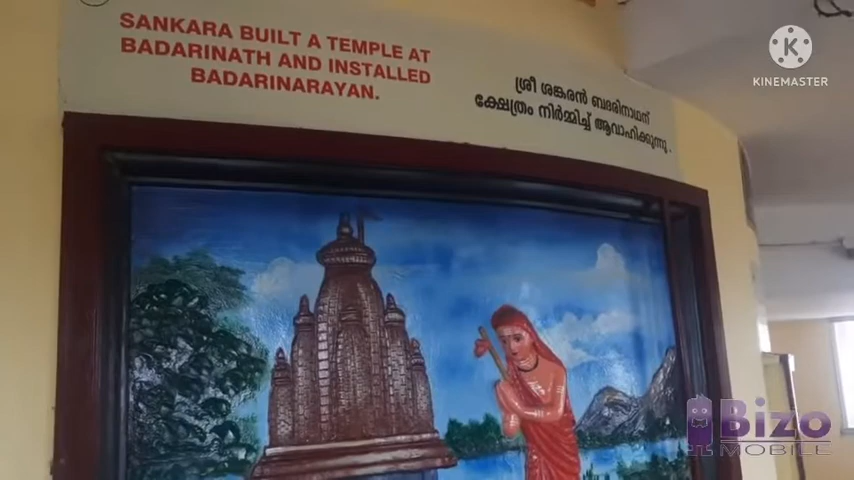 SANKARA BUILT A TEMPLE AT
BADARINATH AND INSTALLED
BADARINARAYAN.
ശ്രീ ശങ്കരൻ ബദരിനാഥന്
ക്ഷേത്രം നിർമ്മിച്ച് ആവാഹിക്കുന്നു.
KINEMASTER
Bizo
MOBILE